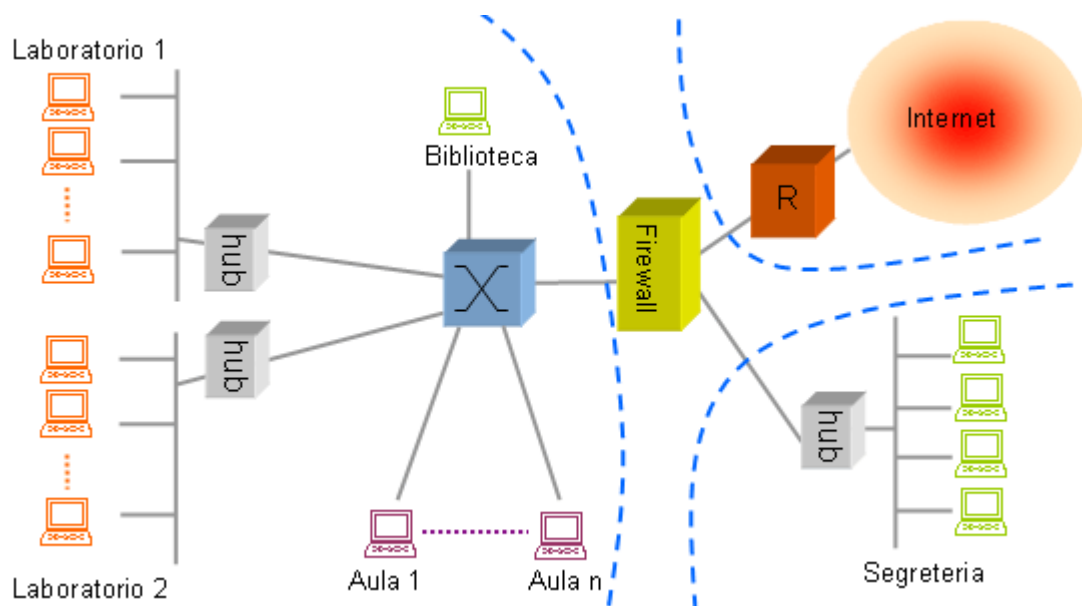 Laboratorio 1
hub
Biblioteca
Internet
R
Firewall
hub
hub
Laboratorio 2
Aula 1
Aula n
Segreteria